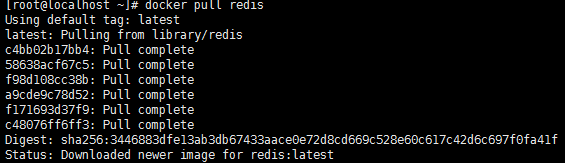 [root@localhost ~]# docker pull redis
Using default tag: latest
latest: Pulling from library/redis
c4bb02b17bb4: Pull complete
58638acf67c5: Pull complete
f98d108cc38b: Pull complete
a9cde9c78d52: Pull complete
f171693d37f9: Pull complete
c48076ff6ff3: Pull complete
Digest: sha256:3446883dfe13ab3db67433aace0e72d8cd669c528e60c617c42d6c697f0fa41f
Status: Downloaded newer image for redis:latest